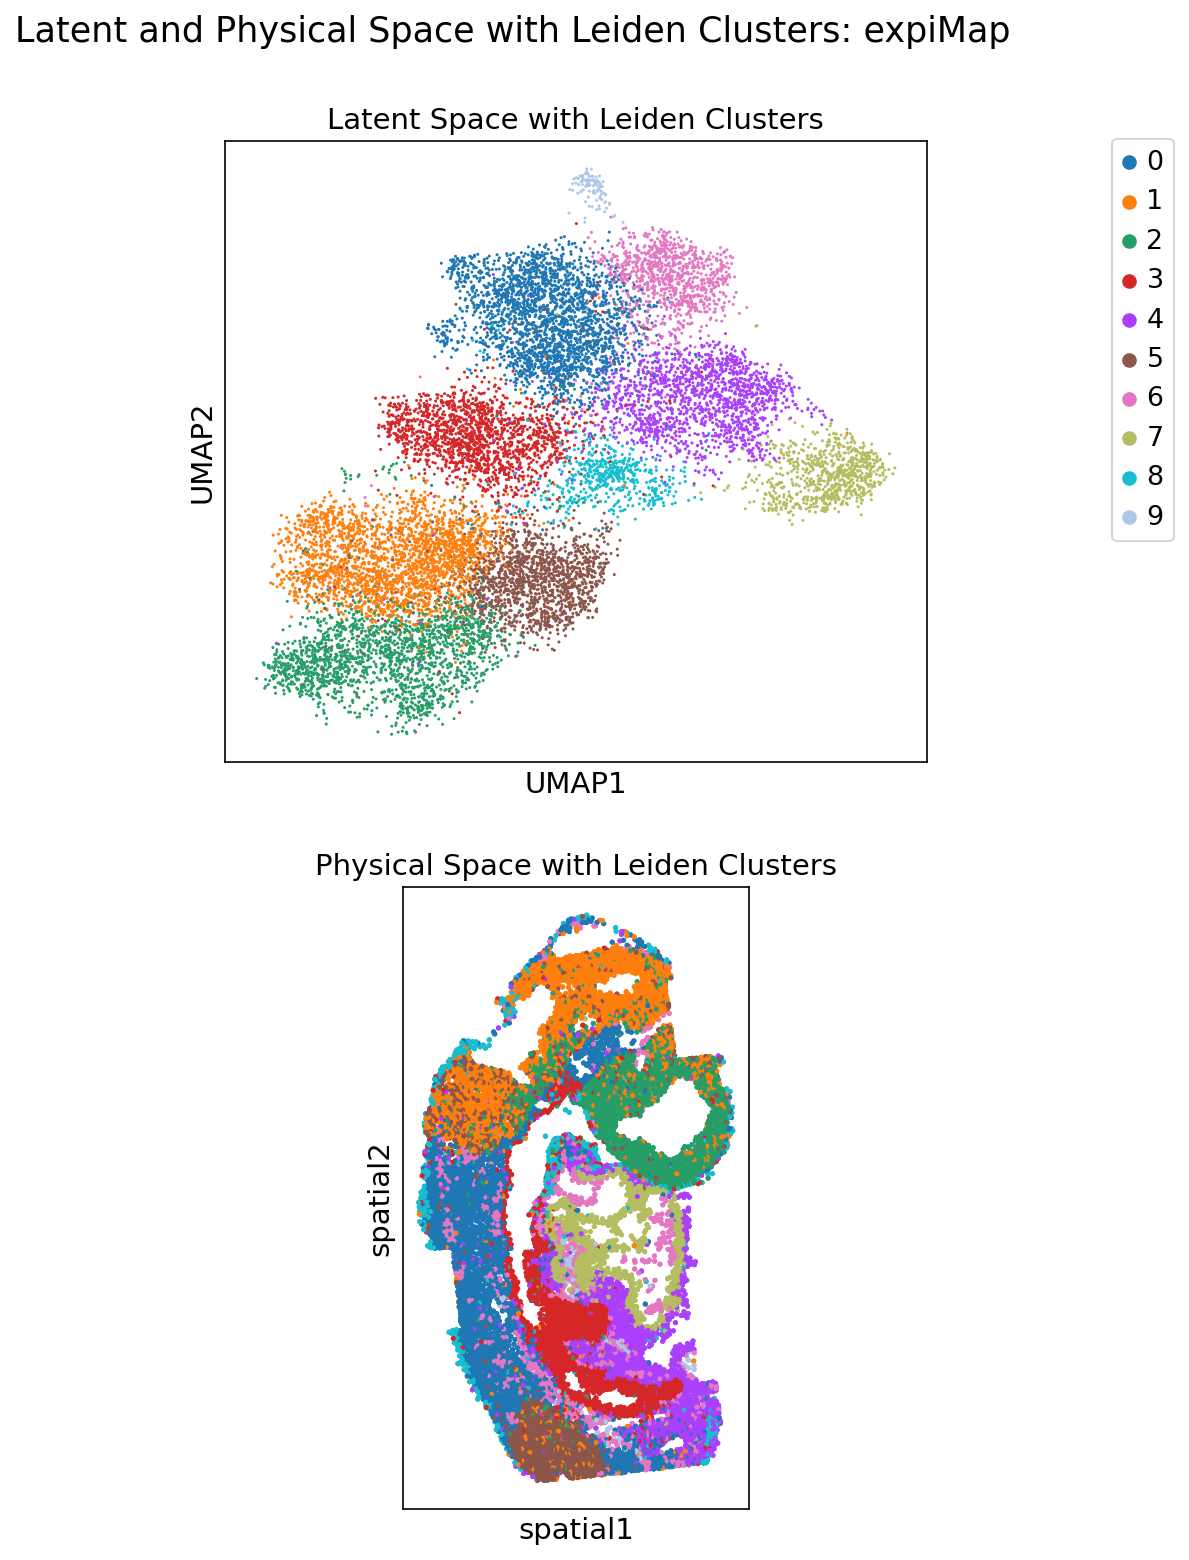 Latent and Physical Space with Leiden Clusters: expiMap
Latent Space with Leiden Clusters
0
1
2
3
4
5
6
7
8
9
UMAP2
UMAP1
Physical Space with Leiden Clusters
spatial2
spatial1